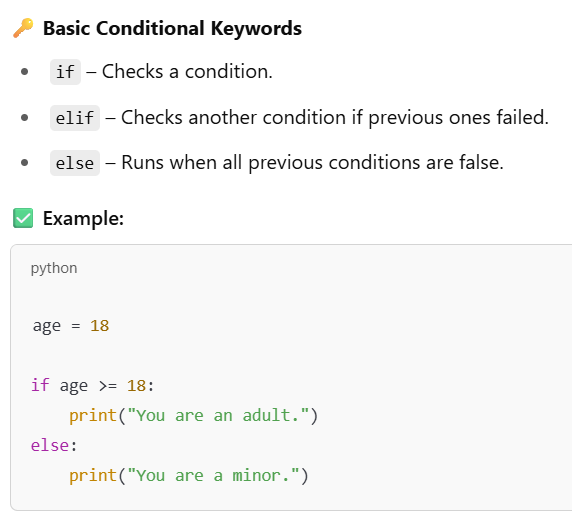 🔑 Basic Conditional Keywords
• if – Checks a condition.
• elif – Checks another condition if previous ones failed.
• else – Runs when all previous conditions are false.
✅ Example:
python
age = 18
if age >= 18:
    print("You are an adult.")
else:
    print("You are a minor.")